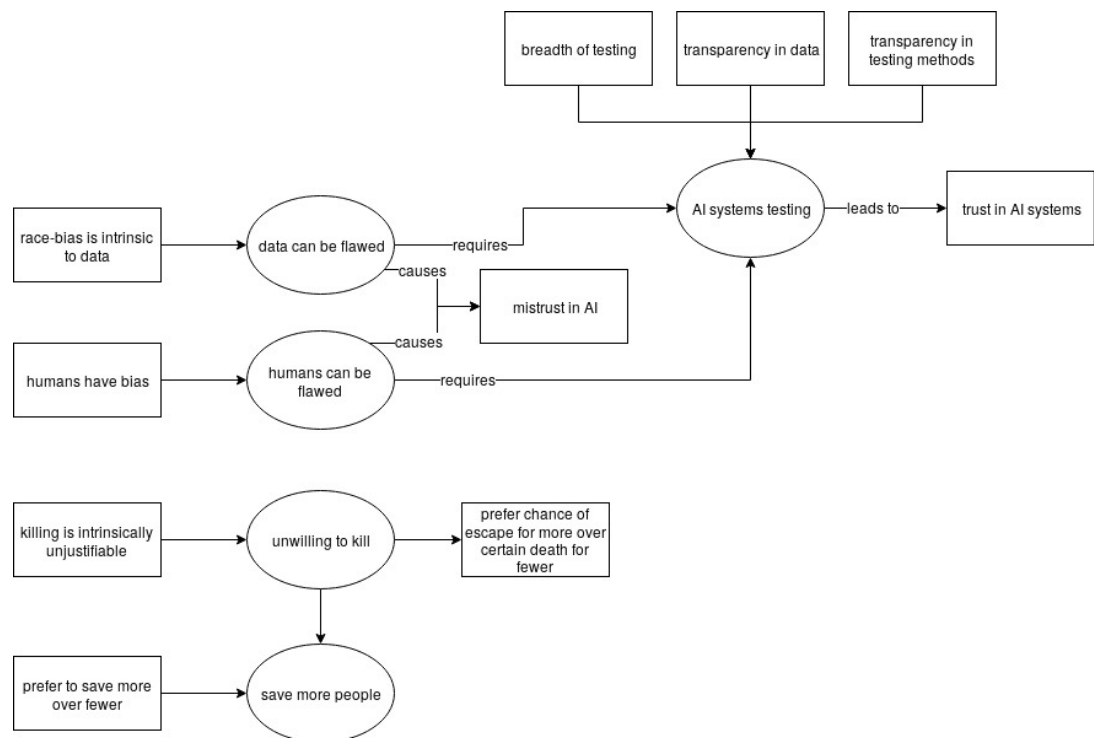 breadth of testing
transparency in data
transparency in
testing methods
race-bias is intrinsic
to data
data can be flawed
requires
AI systems testing
leads to
trust in AI systems
causes
mistrust in AI
causes
humans have bias
humans can be
flawed
requires
killing is intrinsically
unjustifiable
unwilling to kill
prefer chance of
escape for more over
certain death for
fewer
prefer to save more
over fewer
save more people